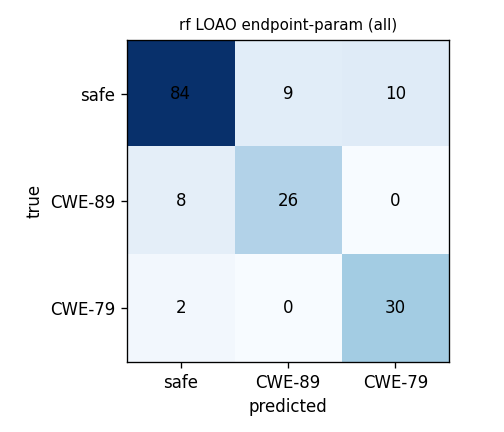 rf LOAO endpoint-param (all)
safe 84 9 10
CWE-89 8 26 0
CWE-79 2 0 30
safe CWE-89 CWE-79
predicted
true